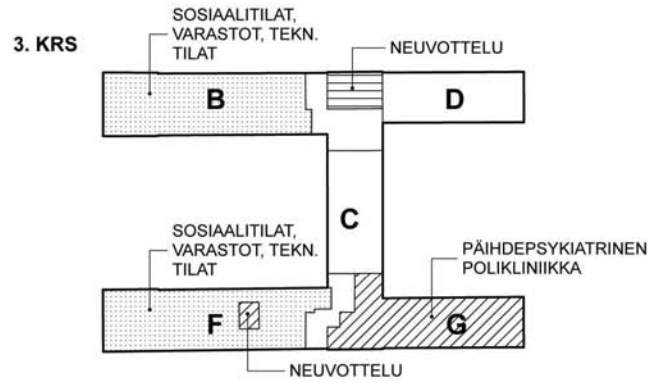 3. KRS
SOSIAALITILAT,
VARASTOT, TEKN.
TILAT
NEUVOTTELU
B
D
C
SOSIAALITILAT,
VARASTOT, TEKN.
TILAT
PÄIHDEPSYKIATRINEN
POLIKLINIIKKA
F
G
NEUVOTTELU